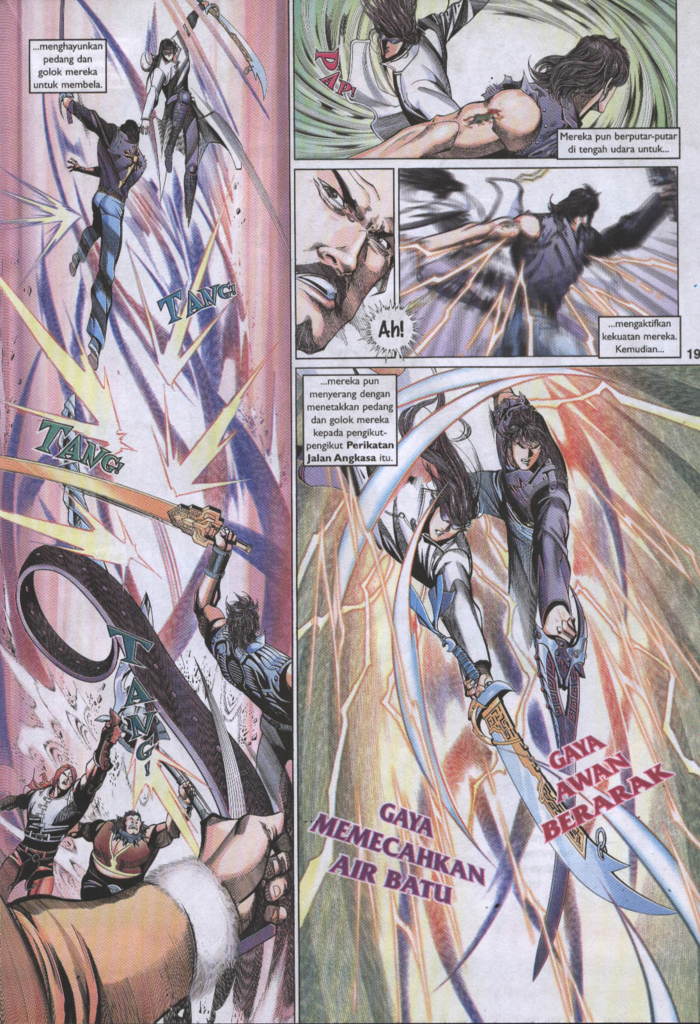 ...menghayunkan
pedang dan
golok mereka
untuk membela.
TANG!
TANG!
TANG!
TANG!
PAP!
Mereka pun berputar-putar
di tengah udara untuk...
Ah!
...mengaktifkan
kekuatan mereka.
Kemudian...
19
...mereka pun
menyerang dengan
menetakkan pedang
dan golok mereka
kepada pengikut-
pengikut Perikatan
Jalan Angkasa itu.
GAYA
MEMECAHKAN
AIR BATU
GAYA
AWAN
BERARAK